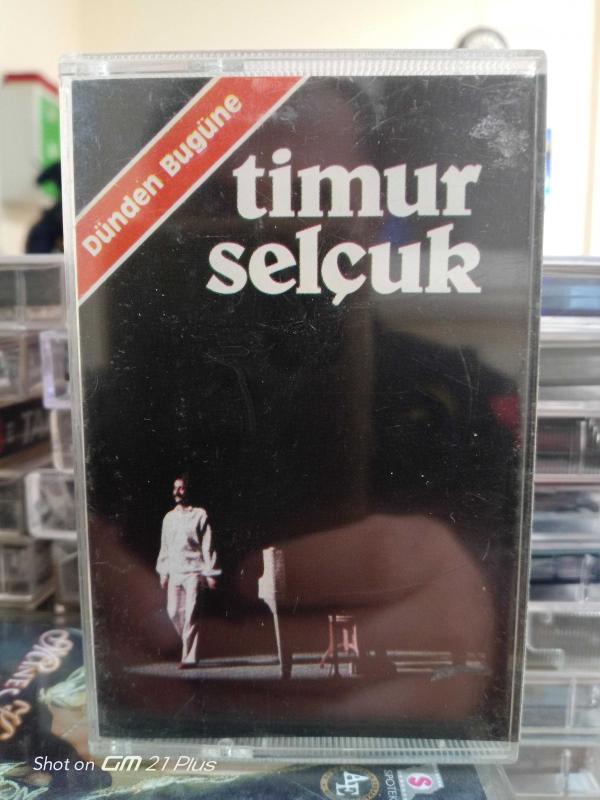 Dünden Bugüne
timur
selçuk
Shot on GM 21 Plus
$